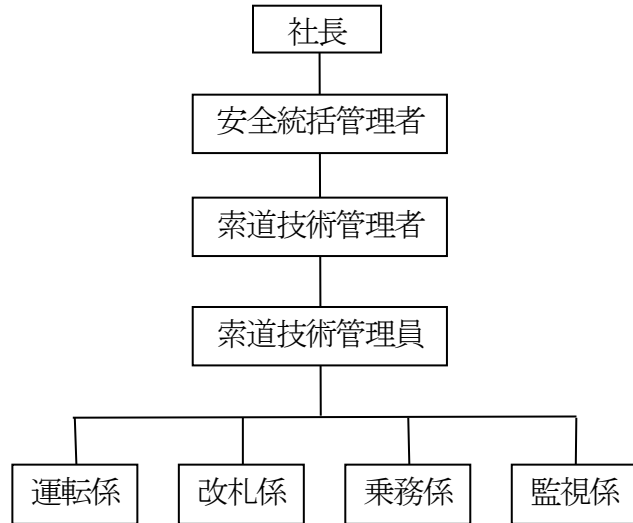 社長
安全統括管理者
索道技術管理者
索道技術管理員
運転係
改札係
乗務係
監視係